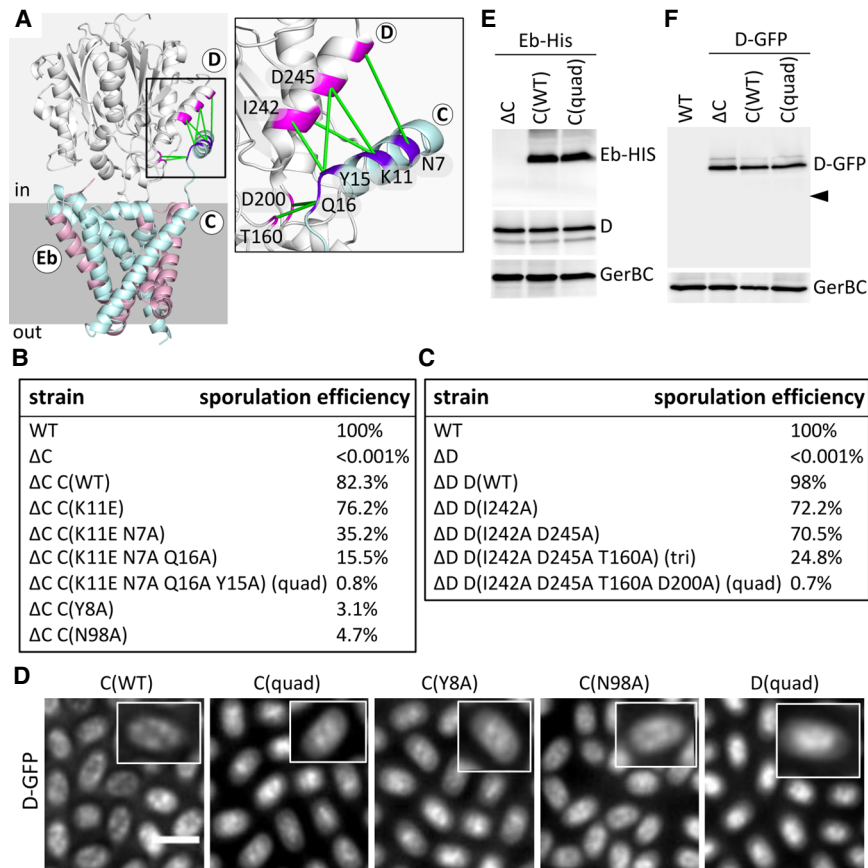 A
D
in
Eb
C
out
D
D245
I242
C
N7
K11
Y15
D200
Q16
T160
E
Eb-His
ΔC
C(WT)
C(quad)
Eb-HIS
D
GerBC
F
D-GFP
WT
ΔC
C(WT)
C(quad)
D-GFP
GerBC
B
strain sporulation efficiency
WT 100%
ΔC <0.001%
ΔC C(WT) 82.3%
ΔC C(K11E) 76.2%
ΔC C(K11E N7A) 35.2%
ΔC C(K11E N7A Q16A) 15.5%
ΔC C(K11E N7A Q16A Y15A) (quad) 0.8%
ΔC C(Y8A) 3.1%
ΔC C(N98A) 4.7%
C
strain sporulation efficiency
WT 100%
ΔD <0.001%
ΔD D(WT) 98%
ΔD D(I242A) 72.2%
ΔD D(I242A D245A) 70.5%
ΔD D(I242A D245A T160A) (tri) 24.8%
ΔD D(I242A D245A T160A D200A) (quad) 0.7%
D
C(WT) C(quad) C(Y8A) C(N98A) D(quad)
D-GFP